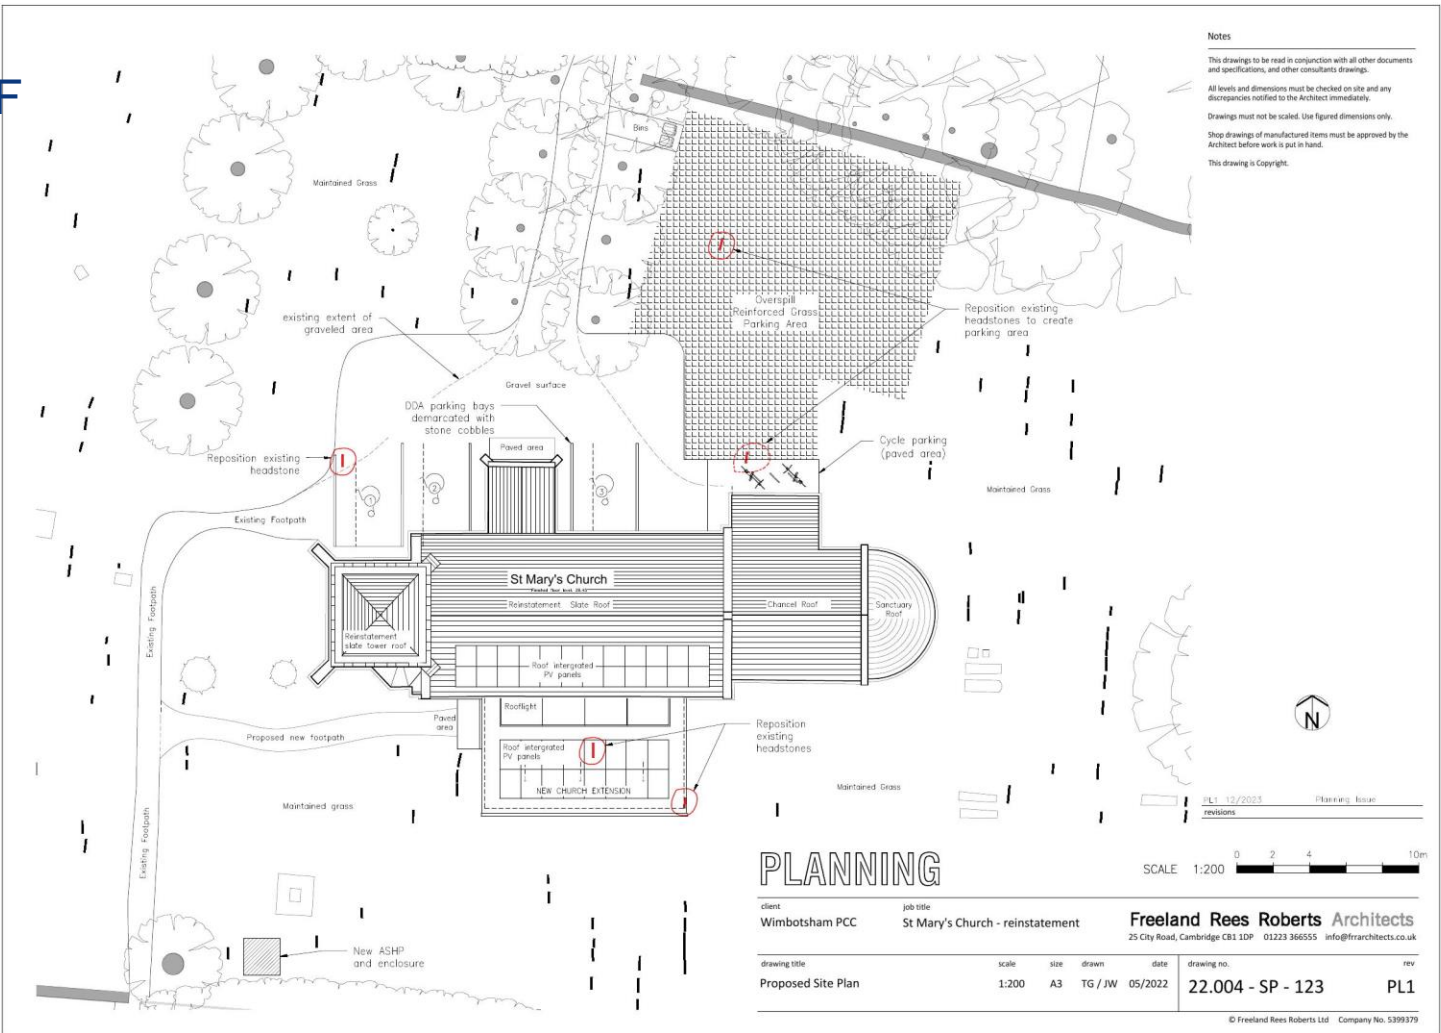 F
Notes
This drawings to be read in conjunction with all other documents
and specifications, and other consultants drawings.
All levels and dimensions must be checked on site and any
discrepancies notified to the Architect immediately.
Drawings must not be scaled. Use figured dimensions only.
Shop drawings of manufactured items must be approved by the
Architect before work is put in hand.
This drawing is Copyright.
Bins
Maintained Grass
existing extent of
graveled area
Overspill
Reinforced Grass
Parking Area
Reposition existing
headstones to create
parking area
Gravel surface
DDA parking bays
demarcated with
stone cobbles
Paved area
Cycle parking
(paved area)
Reposition existing
headstone
1
2
3
Maintained Grass
Existing Footpath
St Mary's Church
Reinstatement Slate Roof
Chancel Roof
Sanctuary
Roof
Existing Footpath
Reinstatement
slate tower roof
Roof intergrated
PV panels
Rooflight
Paved
area
Proposed new footpath
Reposition
existing
headstones
Roof intergrated
PV panels
NEW CHURCH EXTENSION
Maintained Grass
Maintained grass
Existing Footpath
New ASHP
and enclosure
N
PL1 12/2023 Planning Issue
revisions
PLANNING
SCALE 1:200
0 2 4 10m
client
Wimbotsham PCC
job title
St Mary's Church - reinstatement
Freeland Rees Roberts Architects
25 City Road, Cambridge CB1 1DP 01223 366555 info@frrarchitects.co.uk
drawing title scale size drawn date drawing no. rev
Proposed Site Plan 1:200 A3 TG / JW 05/2022 22.004 - SP - 123 PL1
© Freeland Rees Roberts Ltd Company No. 5399379